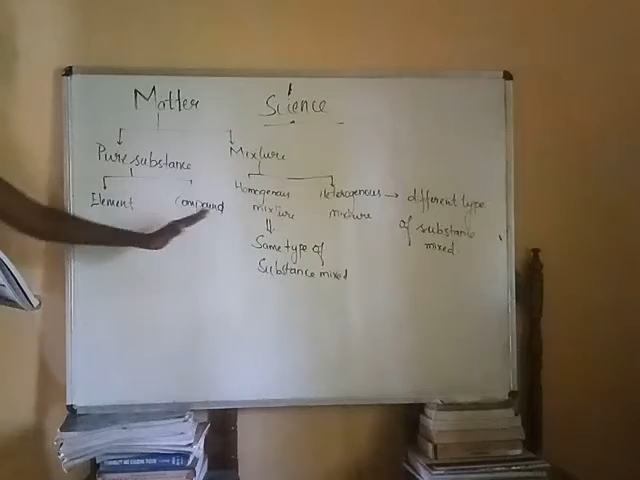 Matter
Science
Pure substance
Mixture
Element
Compound
Homogenous
mixture
Heterogenous → different type
mixture
of substance
mixed
Same type of
Substance mixed